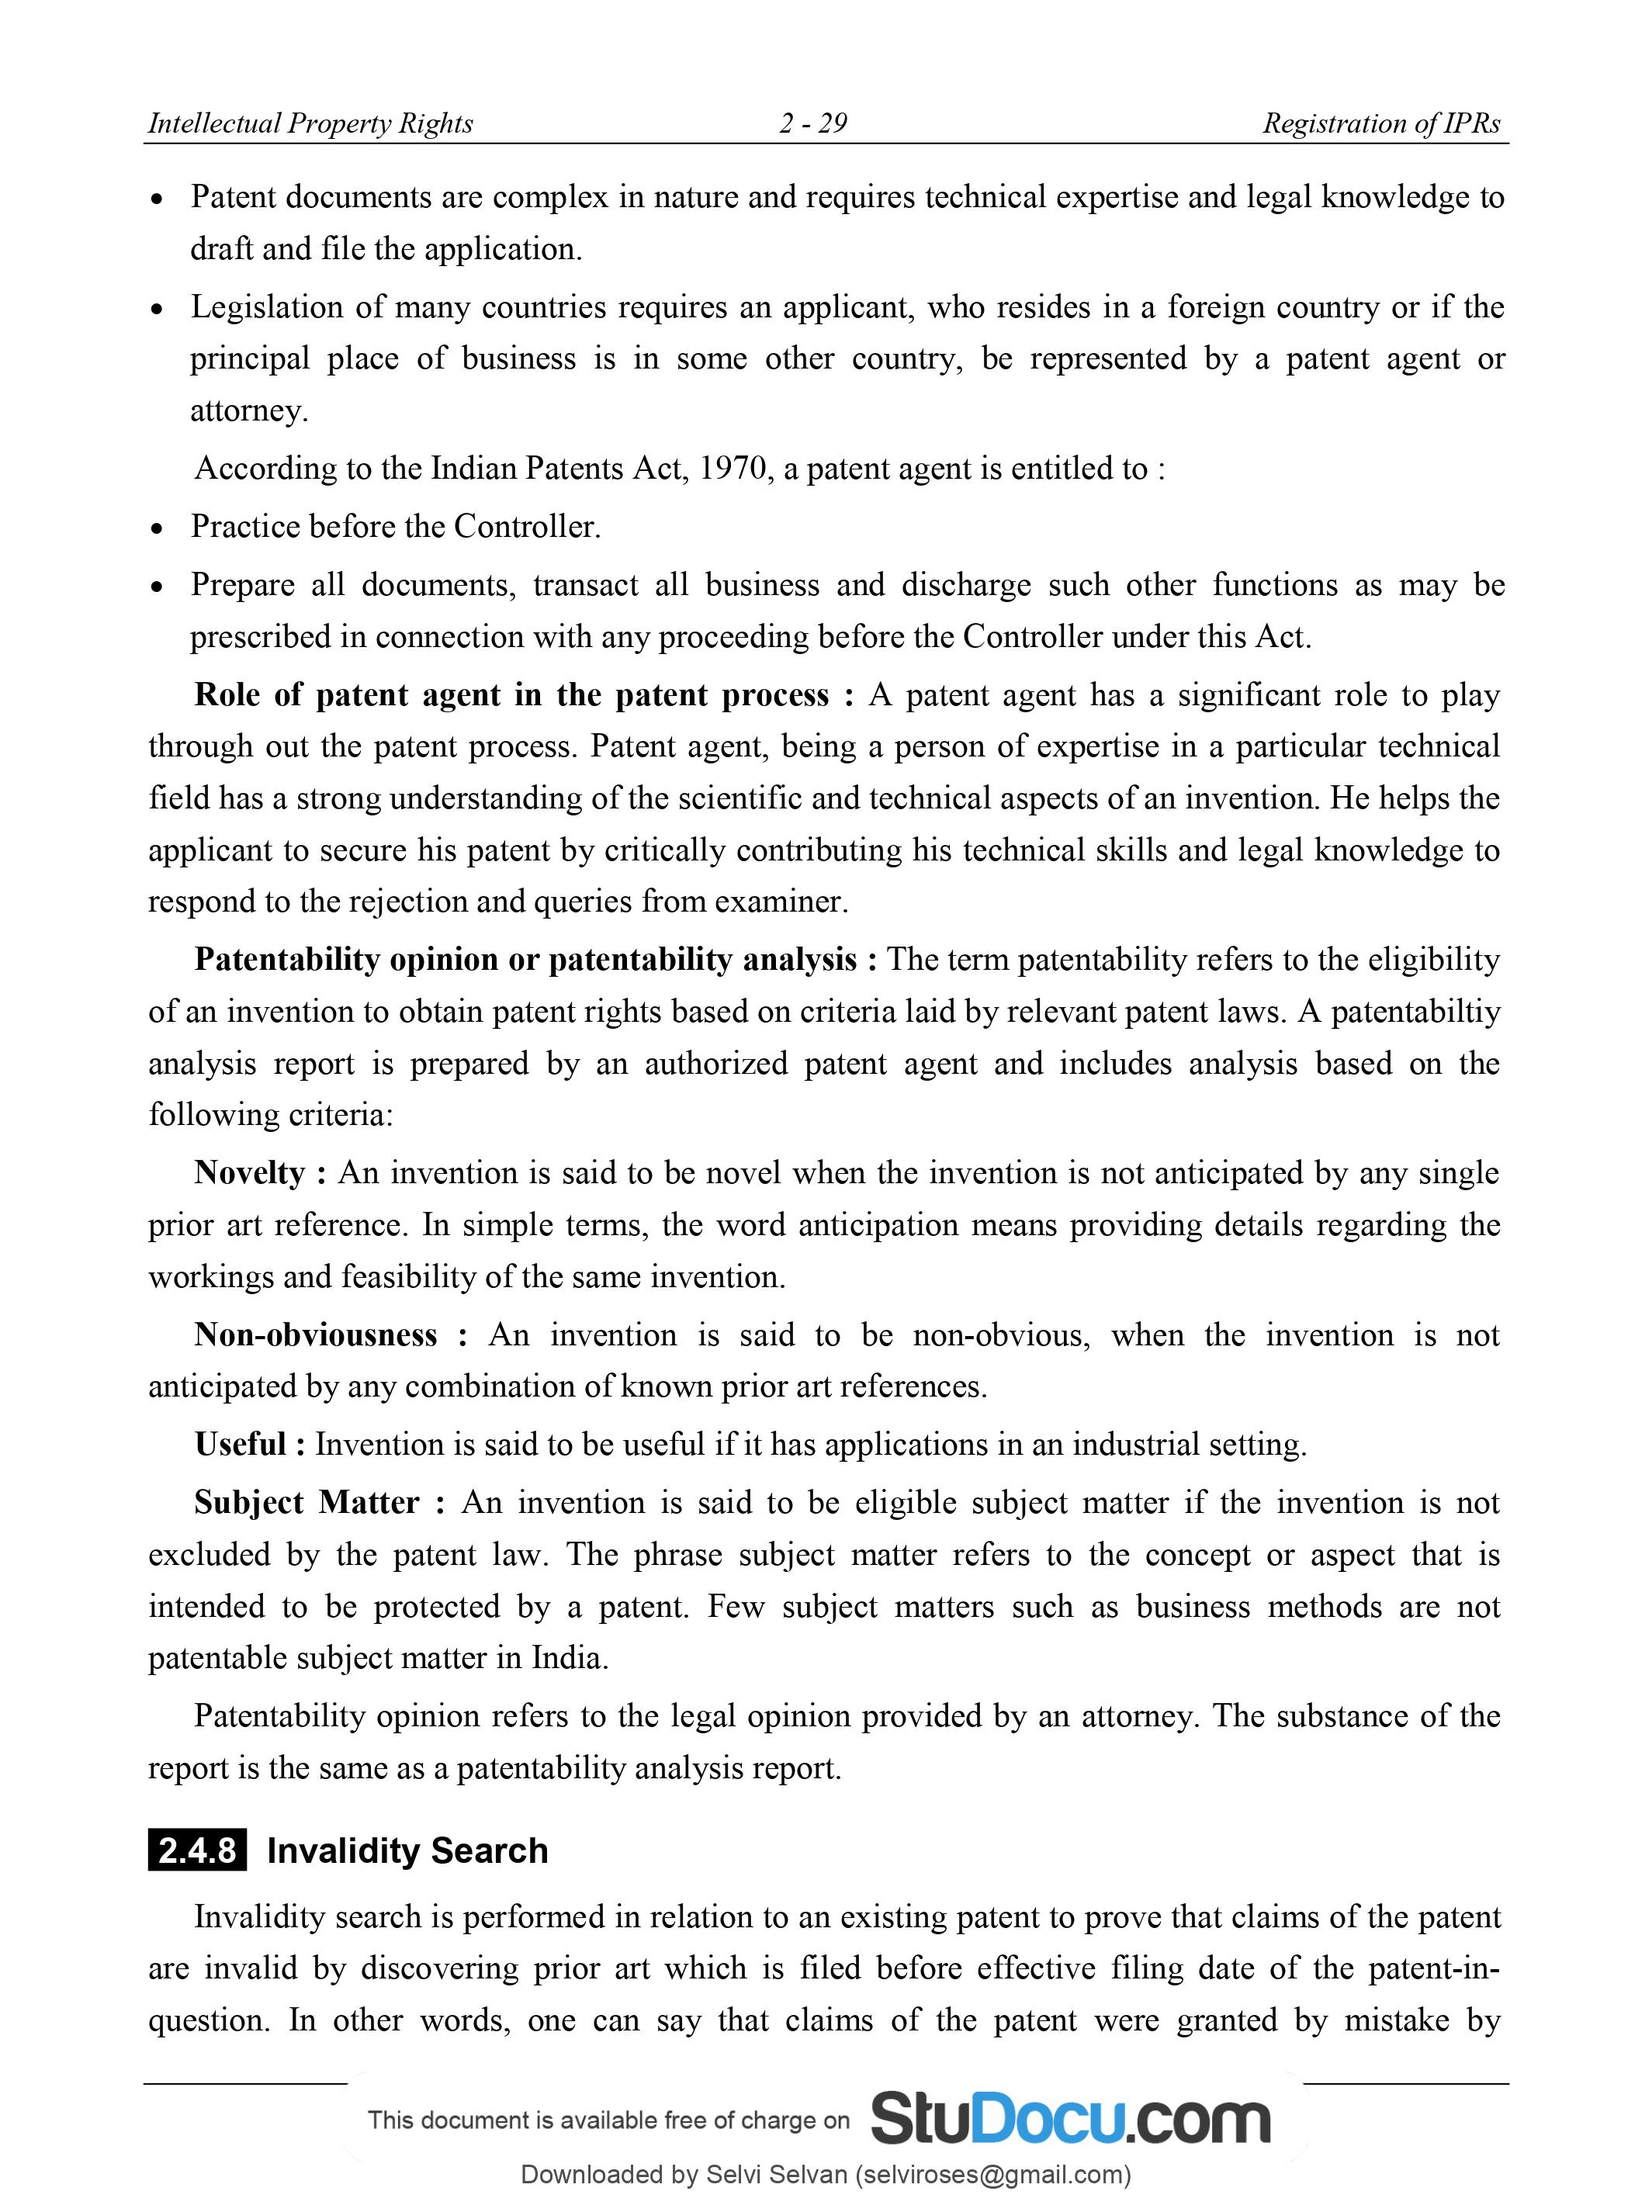 Intellectual Property Rights 2 - 29 Registration of IPRs
• Patent documents are complex in nature and requires technical expertise and legal knowledge to
draft and file the application.
• Legislation of many countries requires an applicant, who resides in a foreign country or if the
principal place of business is in some other country, be represented by a patent agent or
attorney.
According to the Indian Patents Act, 1970, a patent agent is entitled to :
• Practice before the Controller.
• Prepare all documents, transact all business and discharge such other functions as may be
prescribed in connection with any proceeding before the Controller under this Act.
Role of patent agent in the patent process : A patent agent has a significant role to play
through out the patent process. Patent agent, being a person of expertise in a particular technical
field has a strong understanding of the scientific and technical aspects of an invention. He helps the
applicant to secure his patent by critically contributing his technical skills and legal knowledge to
respond to the rejection and queries from examiner.
Patentability opinion or patentability analysis : The term patentability refers to the eligibility
of an invention to obtain patent rights based on criteria laid by relevant patent laws. A patentabiltiy
analysis report is prepared by an authorized patent agent and includes analysis based on the
following criteria:
Novelty : An invention is said to be novel when the invention is not anticipated by any single
prior art reference. In simple terms, the word anticipation means providing details regarding the
workings and feasibility of the same invention.
Non-obviousness : An invention is said to be non-obvious, when the invention is not
anticipated by any combination of known prior art references.
Useful : Invention is said to be useful if it has applications in an industrial setting.
Subject Matter : An invention is said to be eligible subject matter if the invention is not
excluded by the patent law. The phrase subject matter refers to the concept or aspect that is
intended to be protected by a patent. Few subject matters such as business methods are not
patentable subject matter in India.
Patentability opinion refers to the legal opinion provided by an attorney. The substance of the
report is the same as a patentability analysis report.
2.4.8 Invalidity Search
Invalidity search is performed in relation to an existing patent to prove that claims of the patent
are invalid by discovering prior art which is filed before effective filing date of the patent-in-
question. In other words, one can say that claims of the patent were granted by mistake by
This document is available free of charge on StuDocu.com
Downloaded by Selvi Selvan (selviroses@gmail.com)